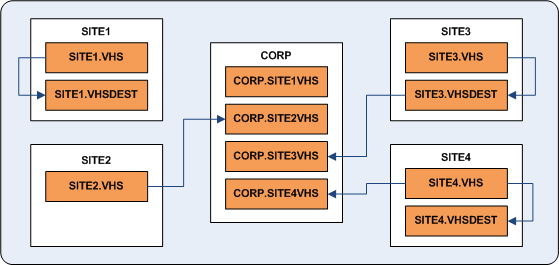 SITE1
SITE1.VHS
SITE1.VHSDEST
SITE2
SITE2.VHS
CORP
CORP.SITE1VHS
CORP.SITE2VHS
CORP.SITE3VHS
CORP.SITE4VHS
SITE3
SITE3.VHS
SITE3.VHSDEST
SITE4
SITE4.VHS
SITE4.VHSDEST